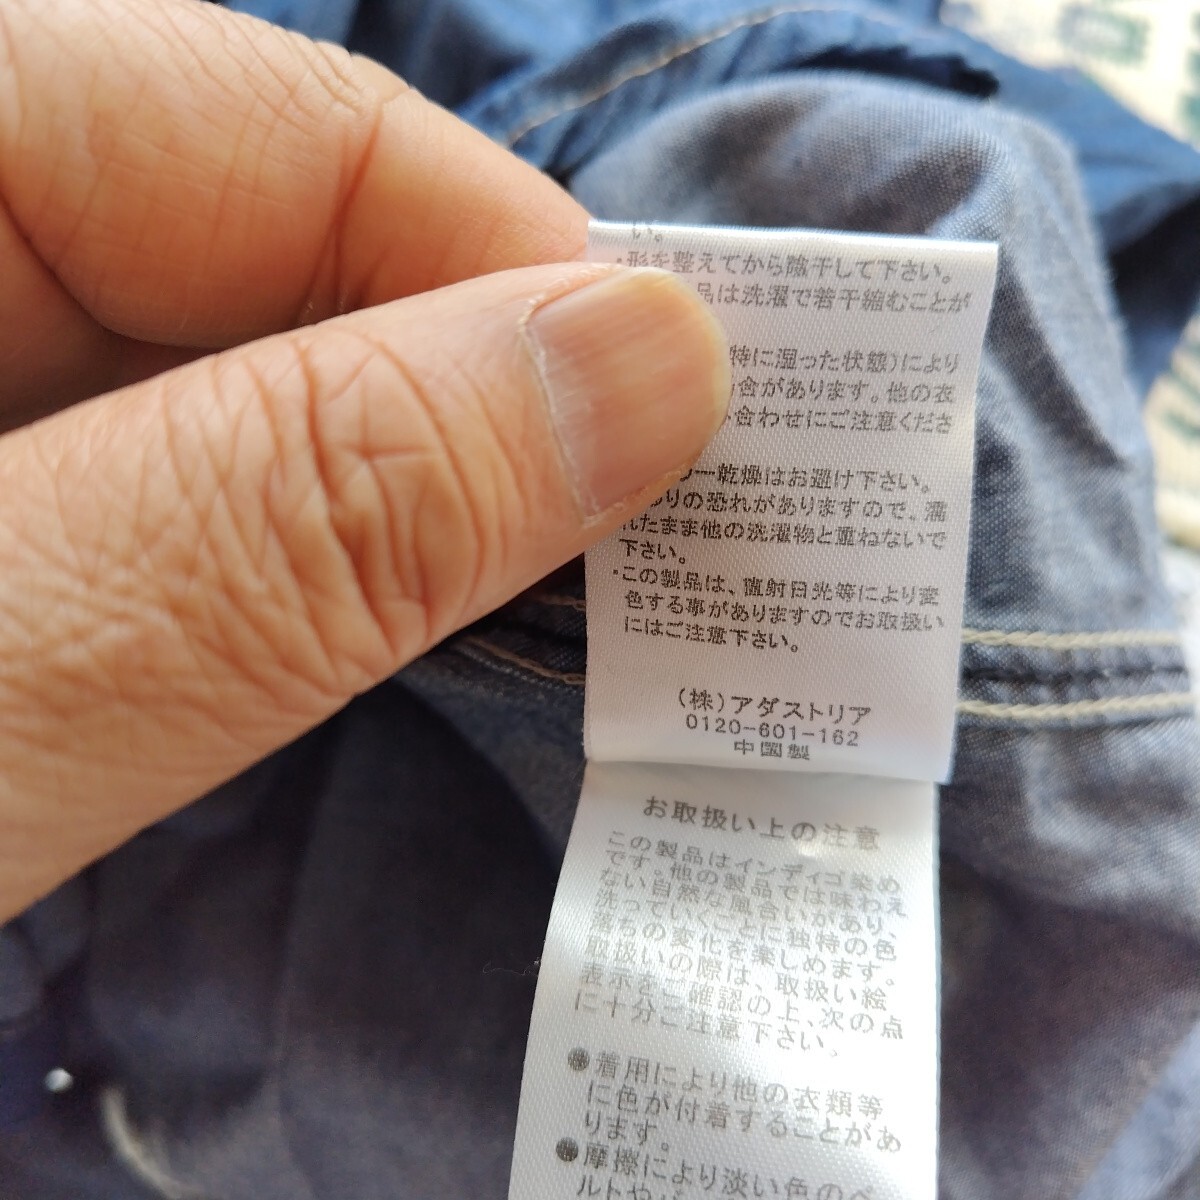 い。
・形を整えてから陰干して下さい。
品は洗濯で若干縮むことが
特に湿った状態)により
合があります。他の衣
合わせにご注意くださ
ー乾燥はお避け下さい。
りの恐れがありますので、濡
れたまま他の洗濯物と重ねないで
下さい。
・この製品は、直射日光等により変
色する事がありますのでお取扱い
にはご注意下さい。
(株)アダストリア
0120-601-162
中国製
お取扱い上の注意
この製品はインディゴ染め
です。他の製品では味わえ
ない自然な風合いがあり、
洗っていくごとに独特の色
落ちの変化を楽しめます。
取扱いの際は、取扱い絵
表示をご確認の上、次の点
に十分ご注意下さい。
●着用により他の衣類等
に色が付着することがあ
ります。
●摩擦により淡い色のベ
ルトやバ